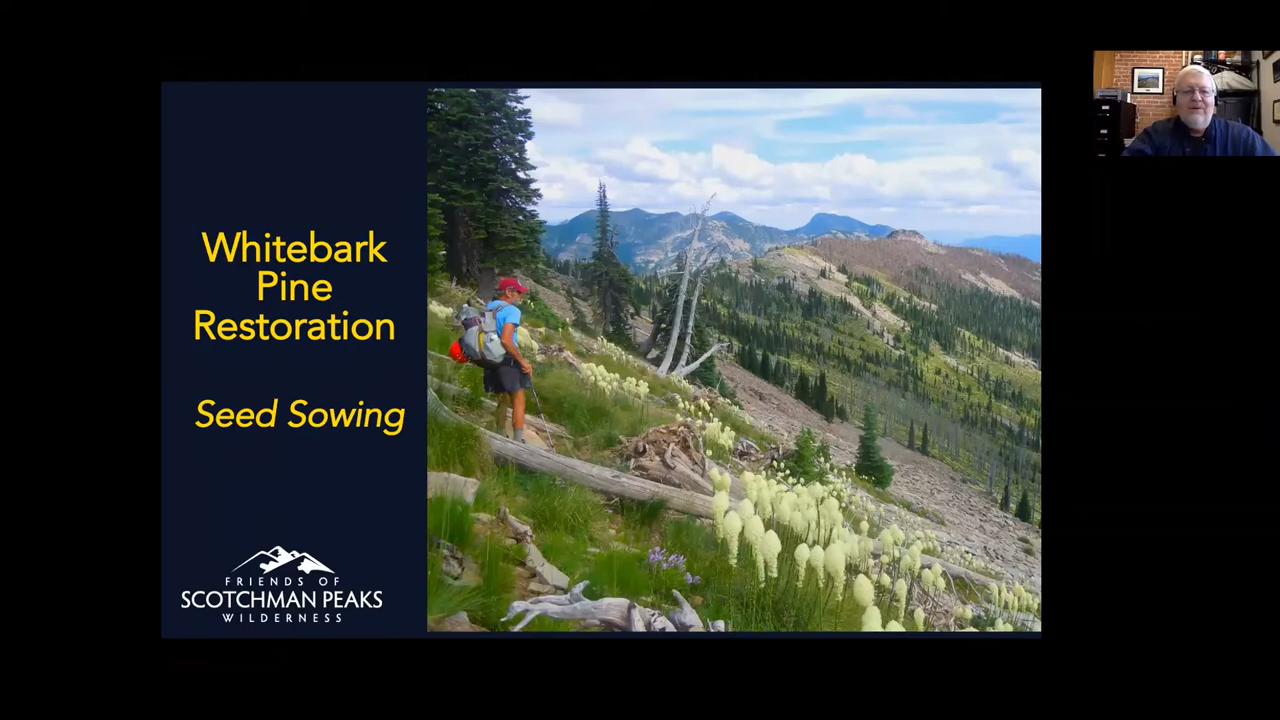 Whitebark
Pine
Restoration
Seed Sowing
FRIENDS OF
SCOTCHMAN PEAKS
WILDERNESS